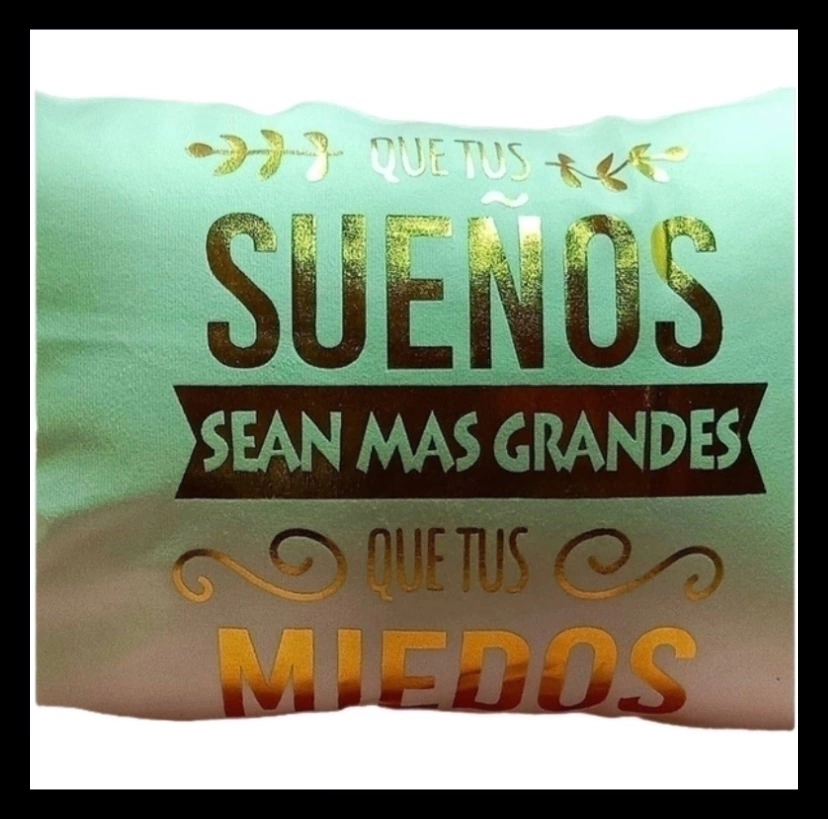 QUE TUS
SUEÑOS
SEAN MAS GRANDES
QUE TUS
MIEDOS